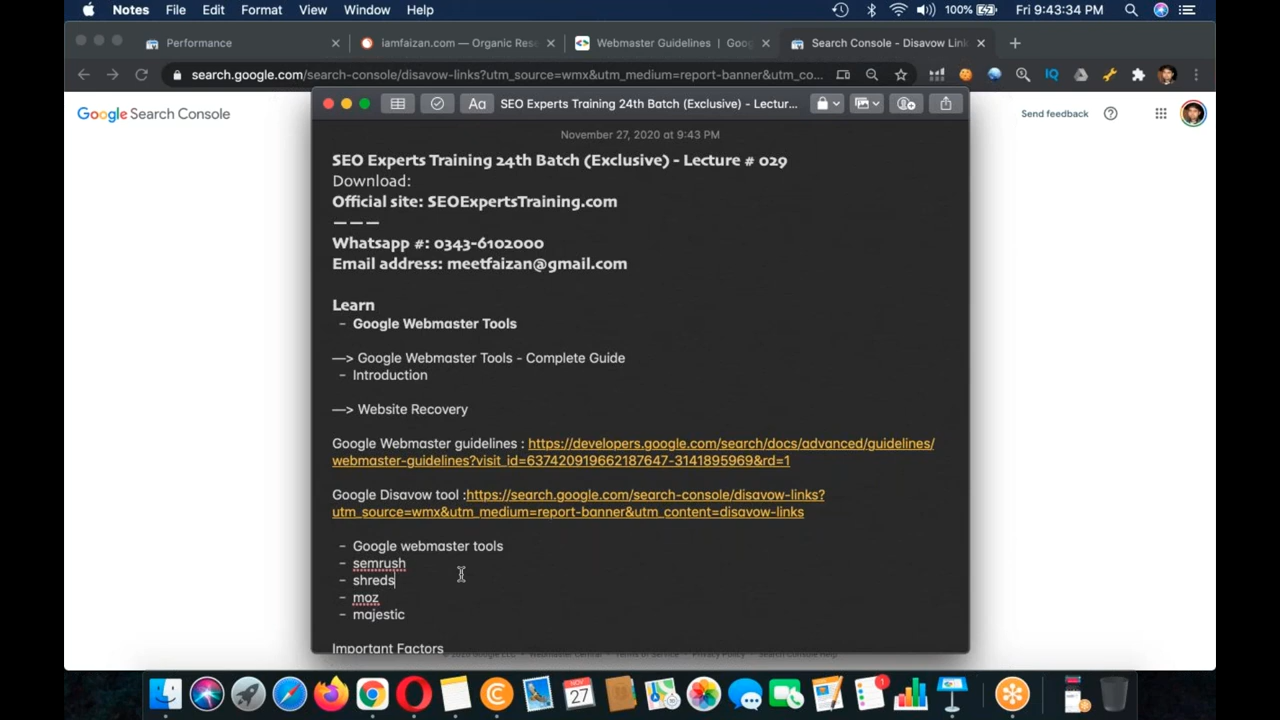 Notes File Edit Format View Window Help 100% Fri 9:43:34 PM
Performance iamfaizan.com — Organic Res Webmaster Guidelines | Goog Search Console - Disavow Link
search.google.com/search-console/disavow-links?utm_source=wmx&utm_medium=report-banner&utm_co...
Google Search Console Send feedback
SEO Experts Training 24th Batch (Exclusive) - Lectur...
November 27, 2020 at 9:43 PM
SEO Experts Training 24th Batch (Exclusive) - Lecture # 029
Download:
Official site: SEOExpertsTraining.com
———
Whatsapp #: 0343-6102000
Email address: meetfaizan@gmail.com
Learn
- Google Webmaster Tools
—> Google Webmaster Tools - Complete Guide
- Introduction
—> Website Recovery
Google Webmaster guidelines : https://developers.google.com/search/docs/advanced/guidelines/
webmaster-guidelines?visit_id=637420919662187647-3141895969&rd=1
Google Disavow tool :https://search.google.com/search-console/disavow-links?
utm_source=wmx&utm_medium=report-banner&utm_content=disavow-links
- Google webmaster tools
- semrush
- shreds
- moz
- majestic
Important Factors